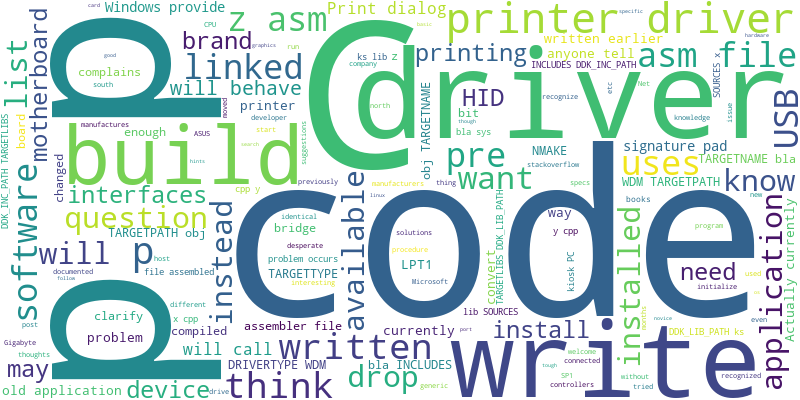 card
Windows provide
CPU
brand
z asm
Print dialog
printer driver
written earlier
basic
specific
hardware
graphics
run
ks lib z
company
printing
anyone tell
asm file
INCLUDES DDK_INC_PATH
SOURCES x
list
motherboard
complains
good
south
linked
will behave
printer
developer
moved
@
driver
north
HID
recognize
etc
Net
knowledge
issue
USB
board
manufactures
enough
ASUS
start
search
hints
suggestions
obj TARGETNAME
bit
though
bla sys
NMAKE
stackoverflow
signature pad
DDK_INC_PATH TARGETLIBS
changed
build
p
interfaces
cpp y
previously
pre
want
uses
TARGETNAME bla
WDM TARGETPATH
know
specs
books
new
manufacturers
thing
linux
software
question
TARGETPATH obj
instead
identical
bridge
desperate
problem occurs
TARGETTYPE
interesting
available
code
solutions
procedure
Microsoft
LPT1
convert
TARGETLIBS DDK_LIB_PATH
way
y cpp
kiosk PC
installed
program
need
used
initialize
even
application
Actually currently
will p
documented
follow
host
file assembled
clarify
different
x cpp
compiled
problem
p
Gigabyte
post
thoughts
may
old application
device
drive
will call
assembler file
DRIVERTYPE WDM
written
think
currently
bla INCLUDES
drop
generic
lib SOURCES
install
port
tough
write
welcome
connected
SP1
controllers
without
tried
months
novice
DDK_LIB_PATH ks
recognized